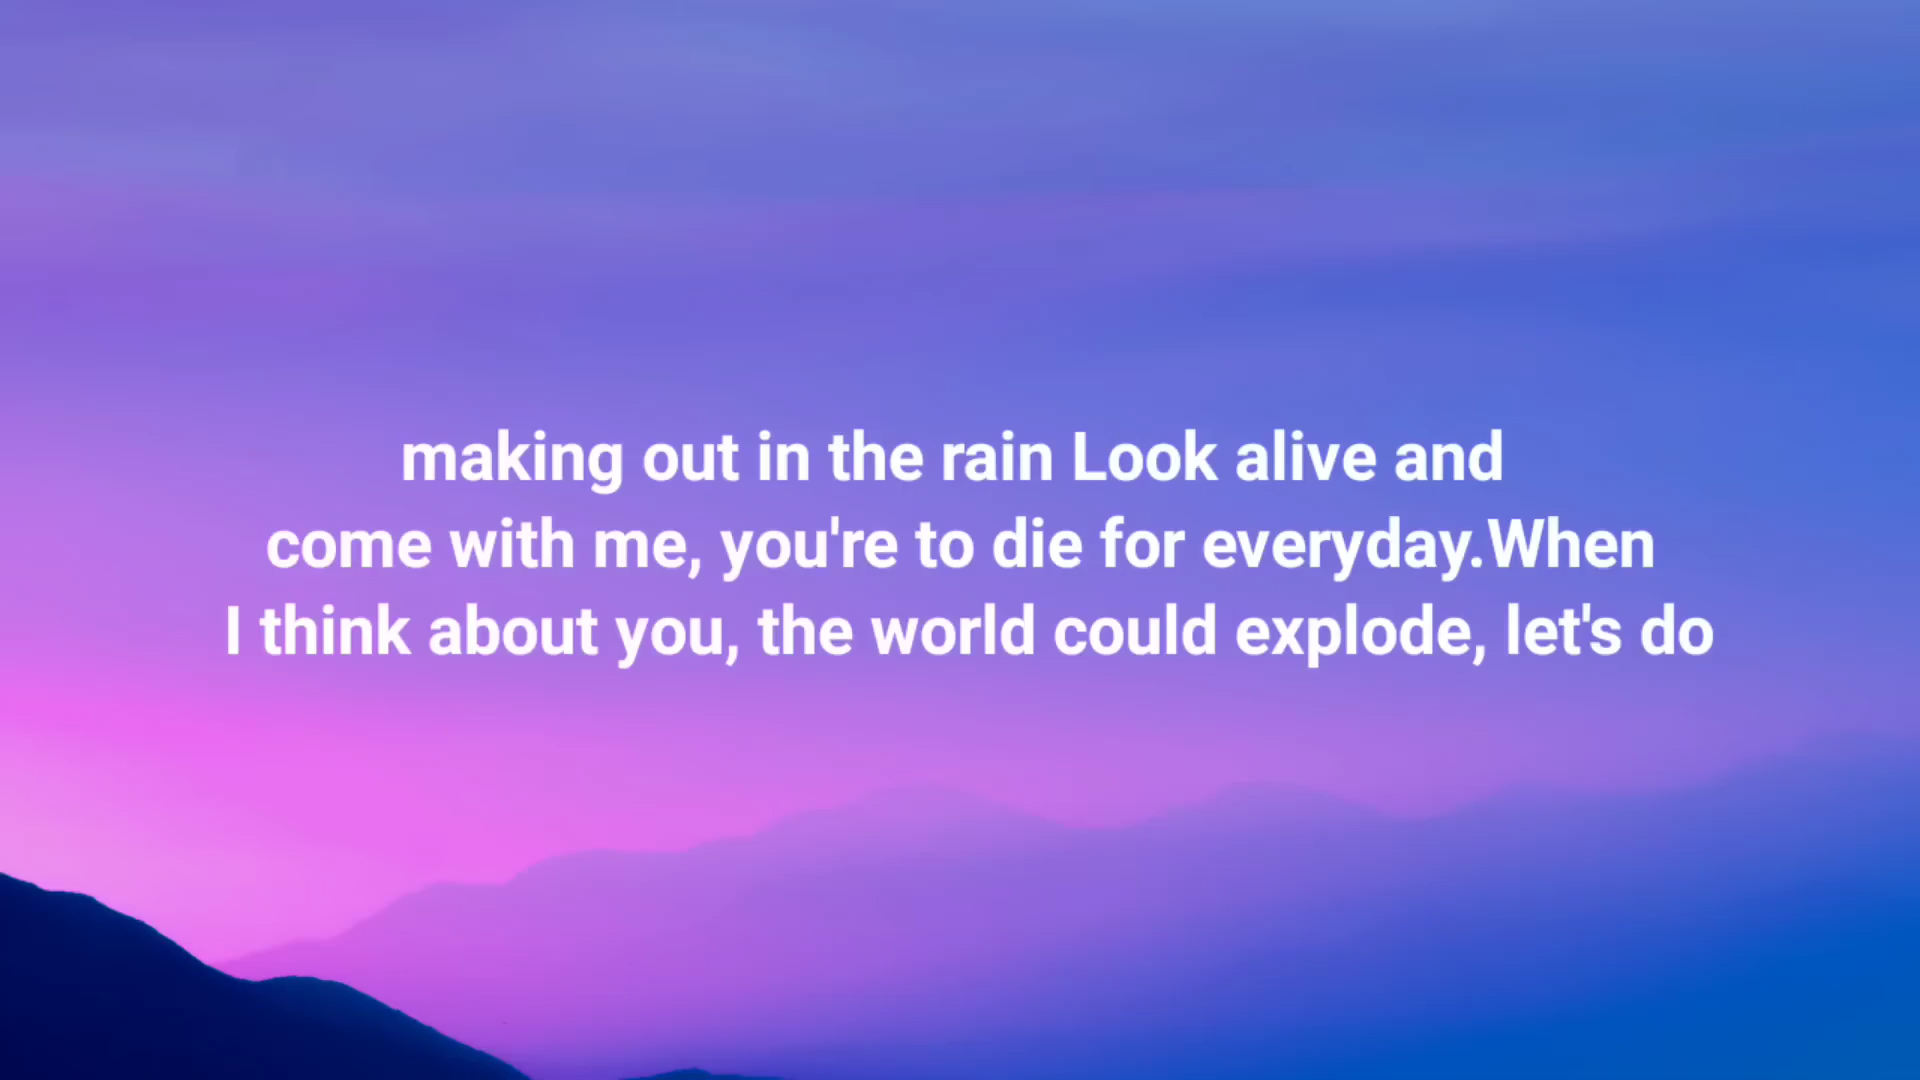 making out in the rain Look alive and
come with me, you're to die for everyday.When
I think about you, the world could explode, let's do